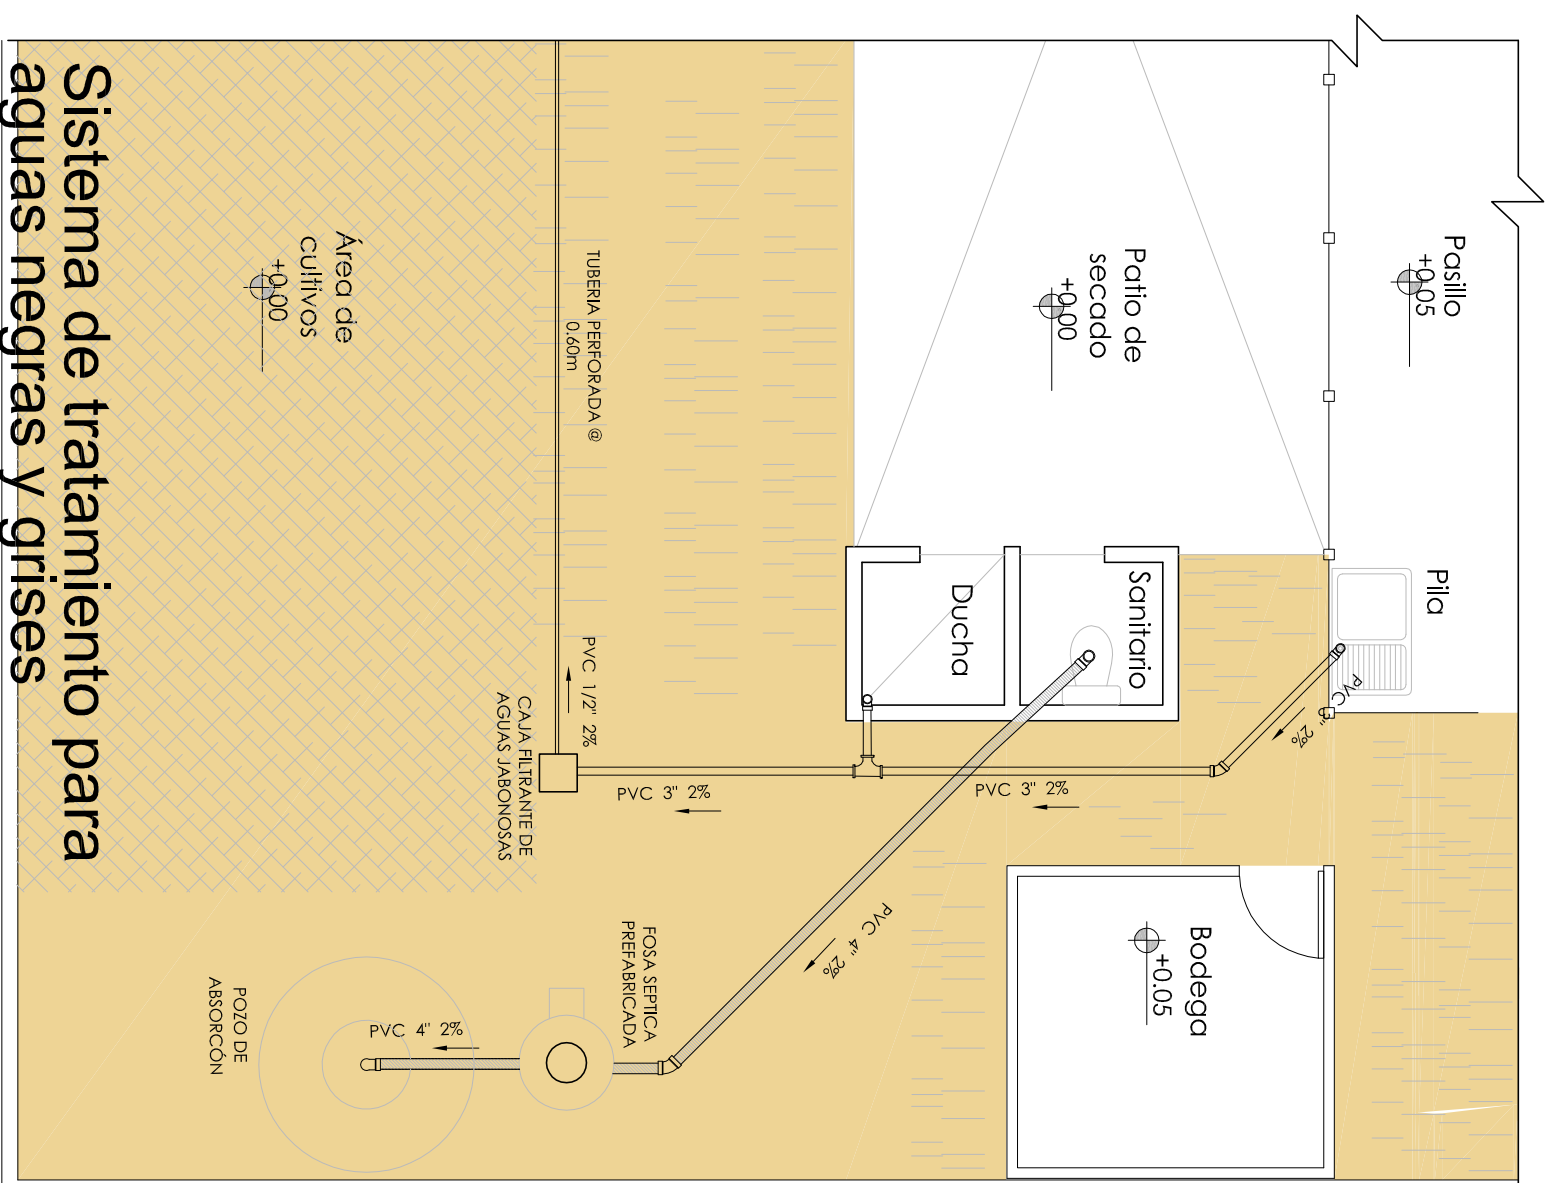 Pasillo
+0.05
Pila
PVC 3" 2%
Patio de
secado
+0.00
Sanitario
Ducha
PVC 3" 2%
Bodega
+0.05
PVC 4" 2%
TUBERIA PERFORADA @
0.60m
PVC 1/2" 2%
PVC 3" 2%
CAJA FILTRANTE DE
AGUAS JABONOSAS
FOSA SEPTICA
PREFABRICADA
PVC 4" 2%
POZO DE
ABSORCÓN
Área de
cultivos
+0.00
Sistema de tratamiento para
aguas negras y grises